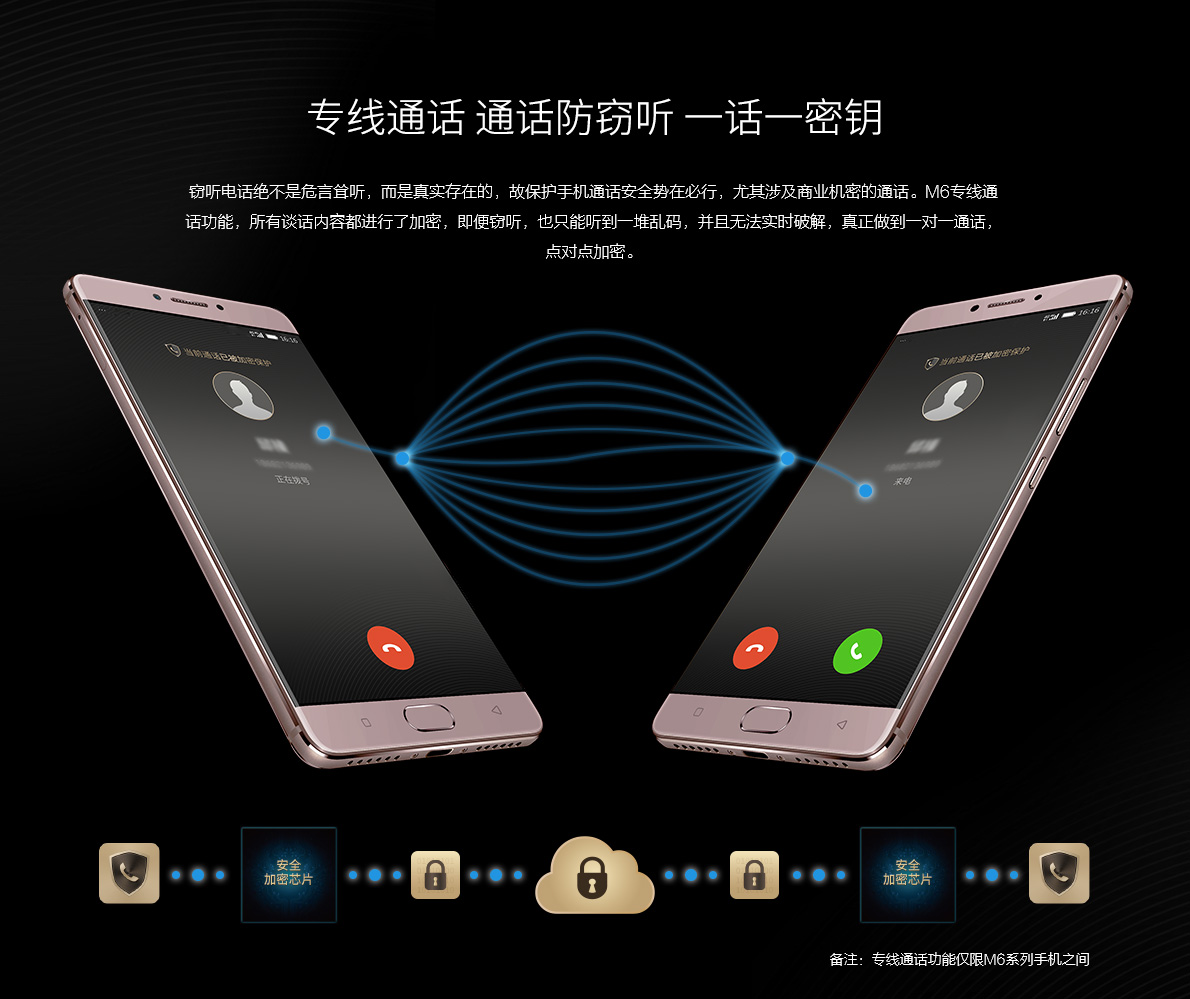 专线通话 通话防窃听 一话一密钥
窃听电话绝不是危言耸听，而是真实存在的，故保护手机通话安全势在必行，尤其涉及商业机密的通话。M6专线通
话功能，所有谈话内容都进行了加密，即便窃听，也只能听到一堆乱码，并且无法实时破解，真正做到一对一通话，
点对点加密。
16:16
当前通话已被加密保护
正在拨号
16:16
当前通话已被加密保护
来电
安全
加密芯片
安全
加密芯片
备注：专线通话功能仅限M6系列手机之间